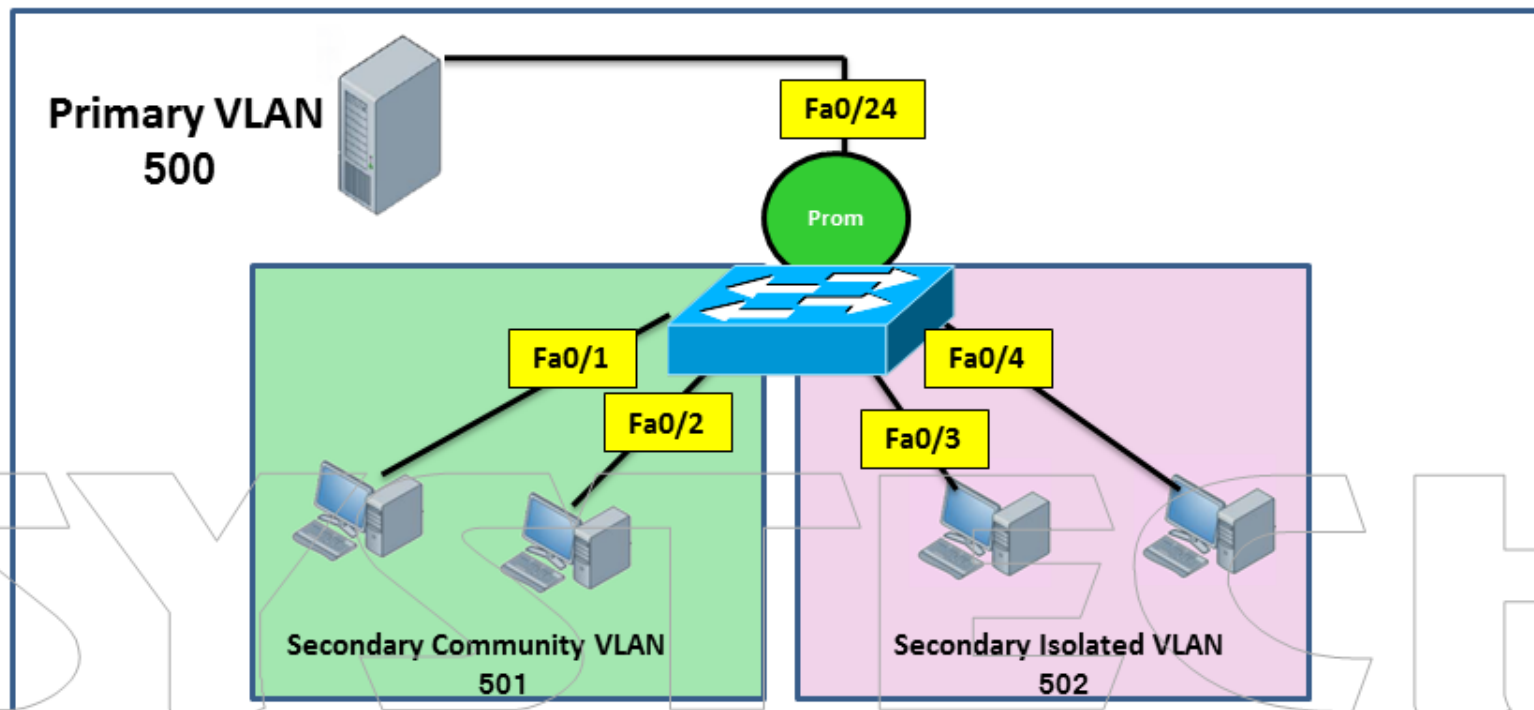 Primary VLAN
500
Fa0/24
Prom
Fa0/1
Fa0/2
Fa0/4
Fa0/3
Secondary Community VLAN
501
Secondary Isolated VLAN
502